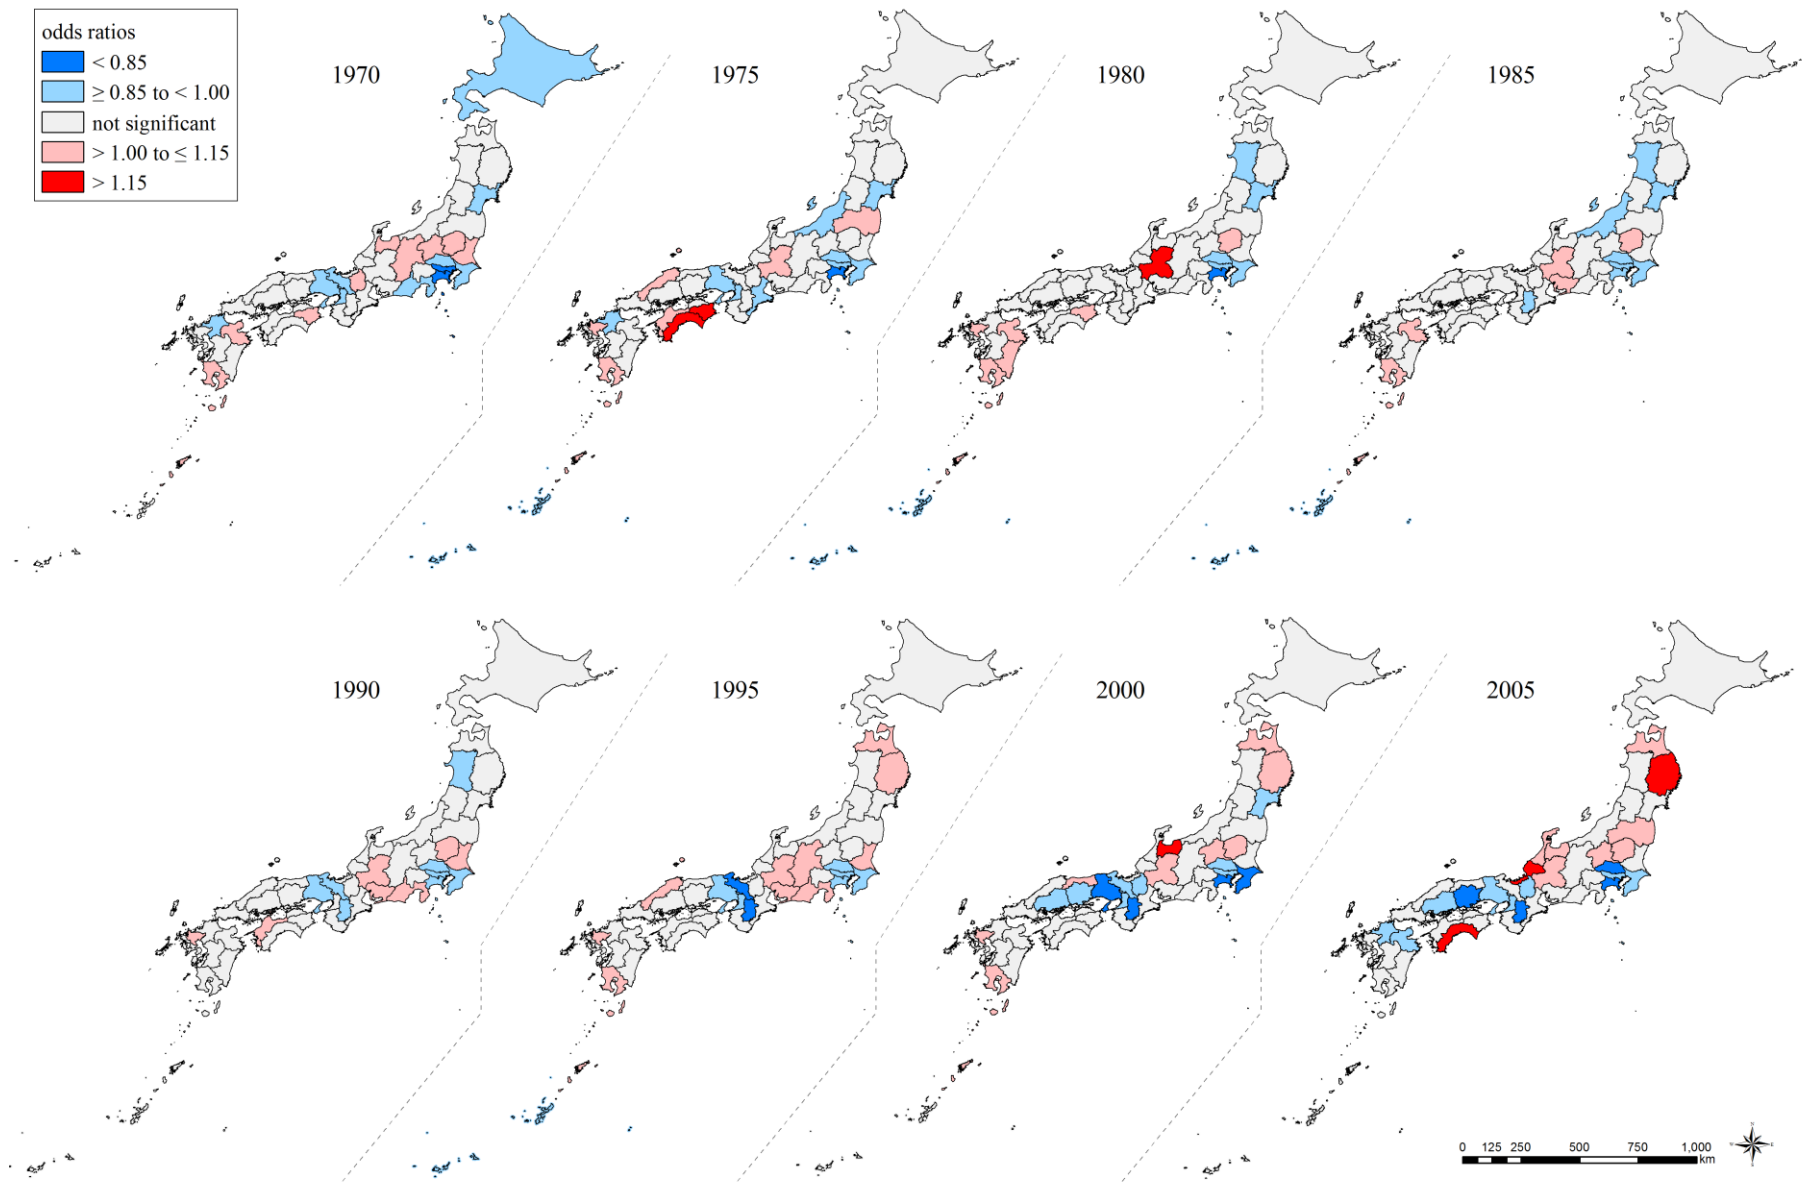 odds ratios
< 0.85
≥ 0.85 to < 1.00
not significant
> 1.00 to ≤ 1.15
> 1.15
1970
1975
1980
1985
1990
1995
2000
2005
0 125 250 500 750 1,000
km